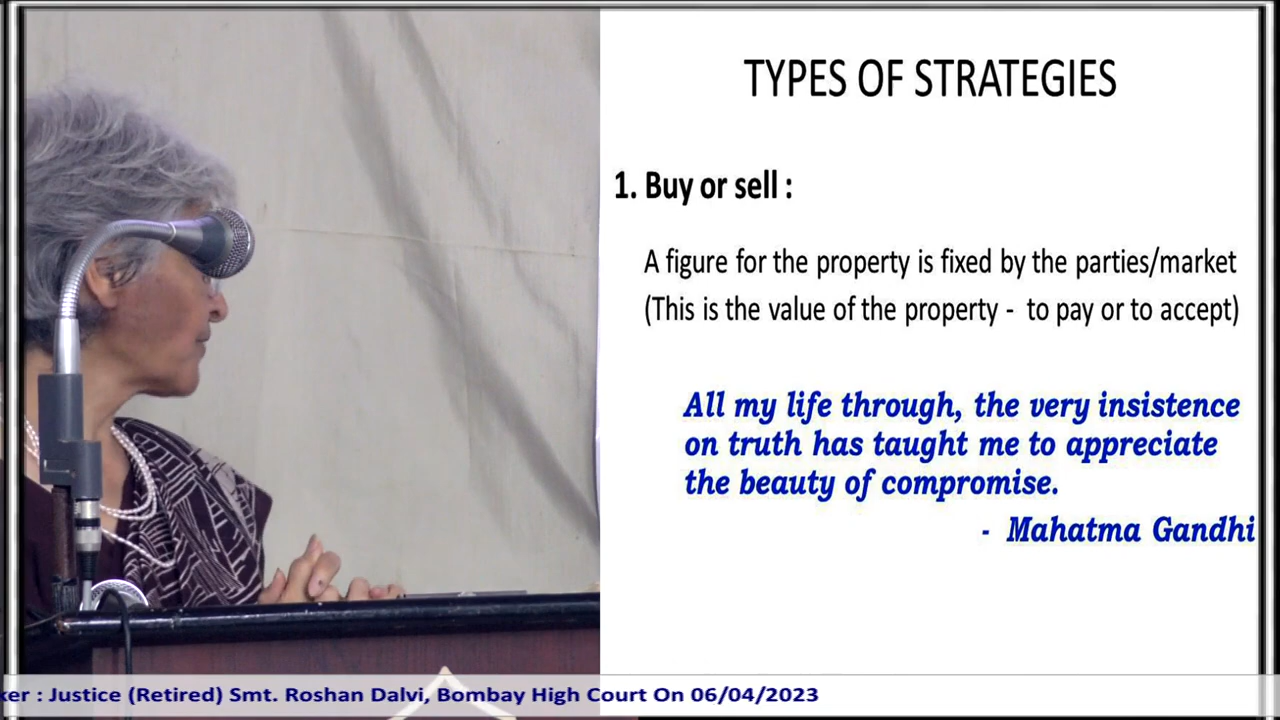 TYPES OF STRATEGIES
1. Buy or sell :
A figure for the property is fixed by the parties/market
(This is the value of the property - to pay or to accept)
All my life through, the very insistence
on truth has taught me to appreciate
the beauty of compromise.
- Mahatma Gandhi
ker : Justice (Retired) Smt. Roshan Dalvi, Bombay High Court On 06/04/2023